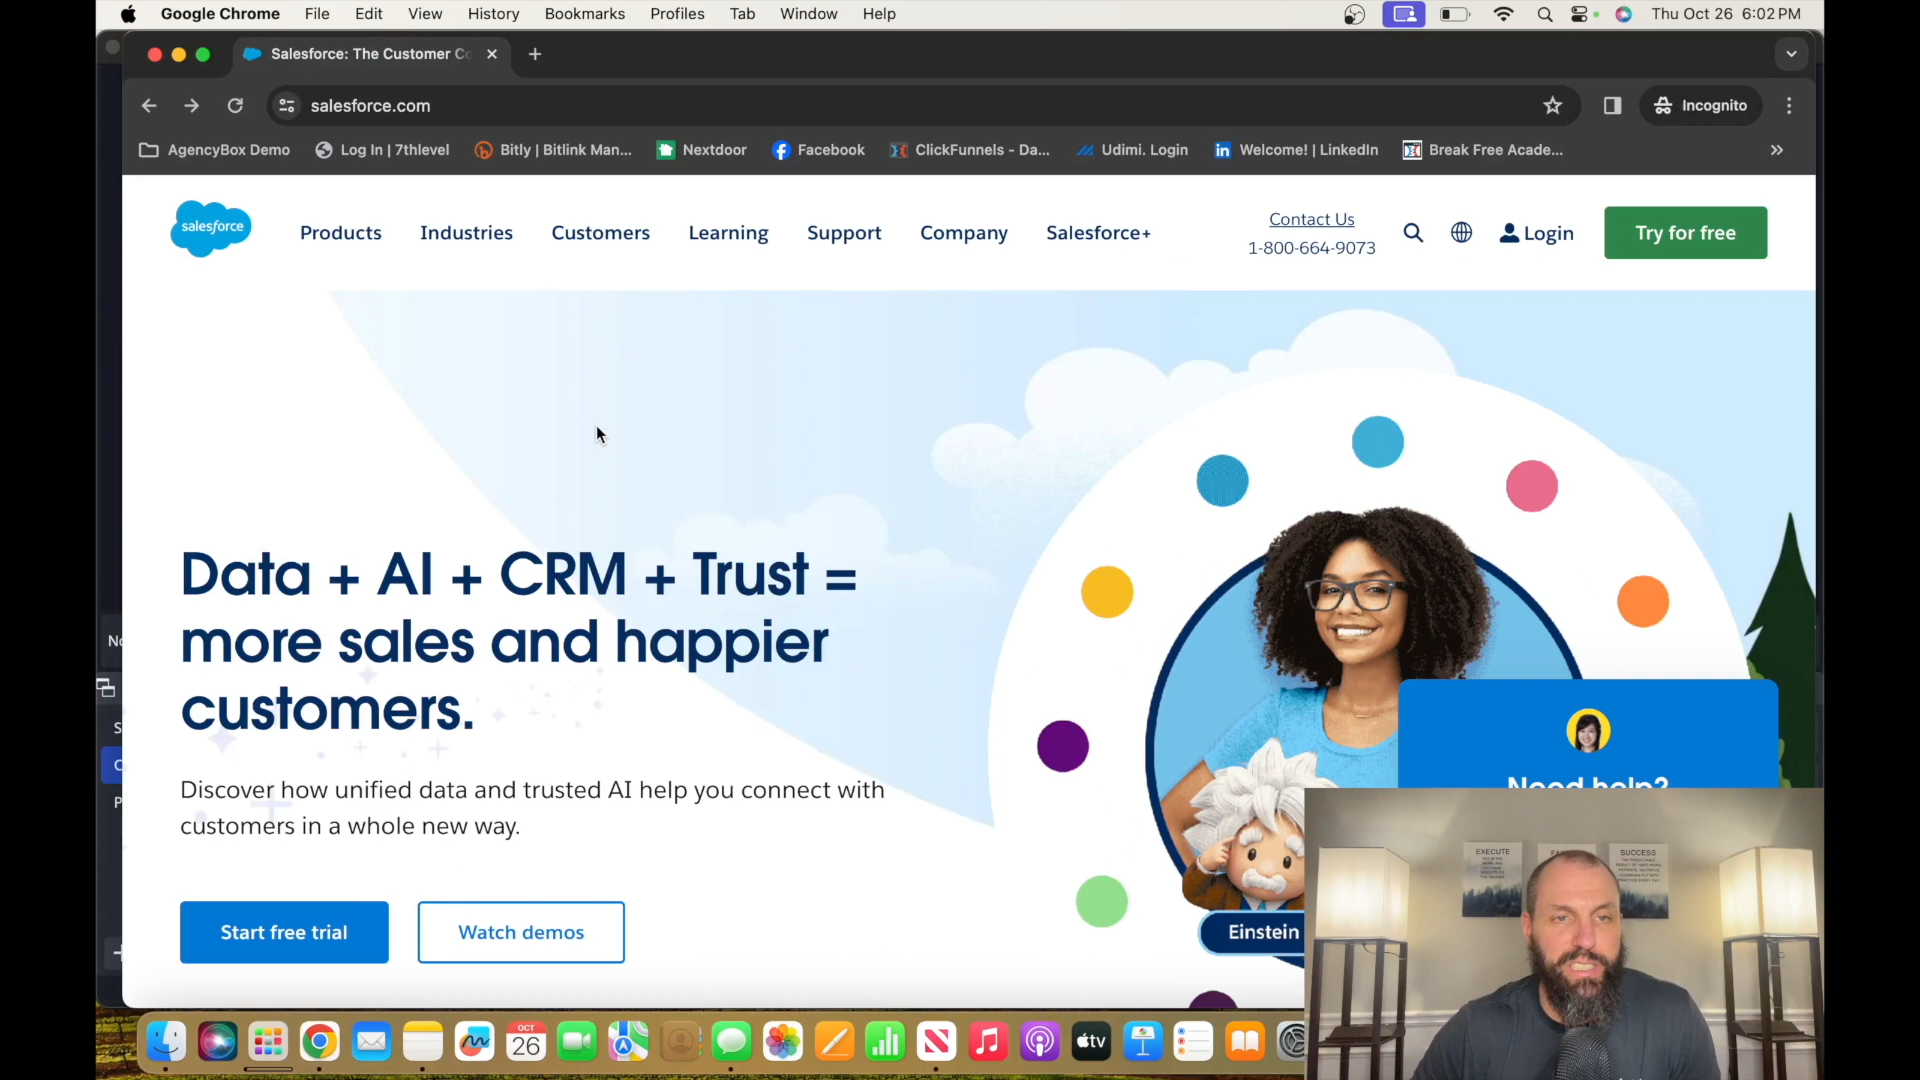 Google Chrome File Edit View History Bookmarks Profiles Tab Window Help Thu Oct 26 6:02 PM
Salesforce: The Customer Co
salesforce.com Incognito
AgencyBox Demo Log In | 7thlevel Bitly | Bitlink Man... Nextdoor Facebook ClickFunnels - Da... Udimi. Login Welcome! | LinkedIn Break Free Acade...
salesforce Products Industries Customers Learning Support Company Salesforce+ Contact Us 1-800-664-9073 Login Try for free
Data + AI + CRM + Trust =
more sales and happier
customers.
Discover how unified data and trusted AI help you connect with
customers in a whole new way.
Start free trial Watch demos
Einstein
Need help?
EXECUTE
SUCCESS
OCT
26
tv